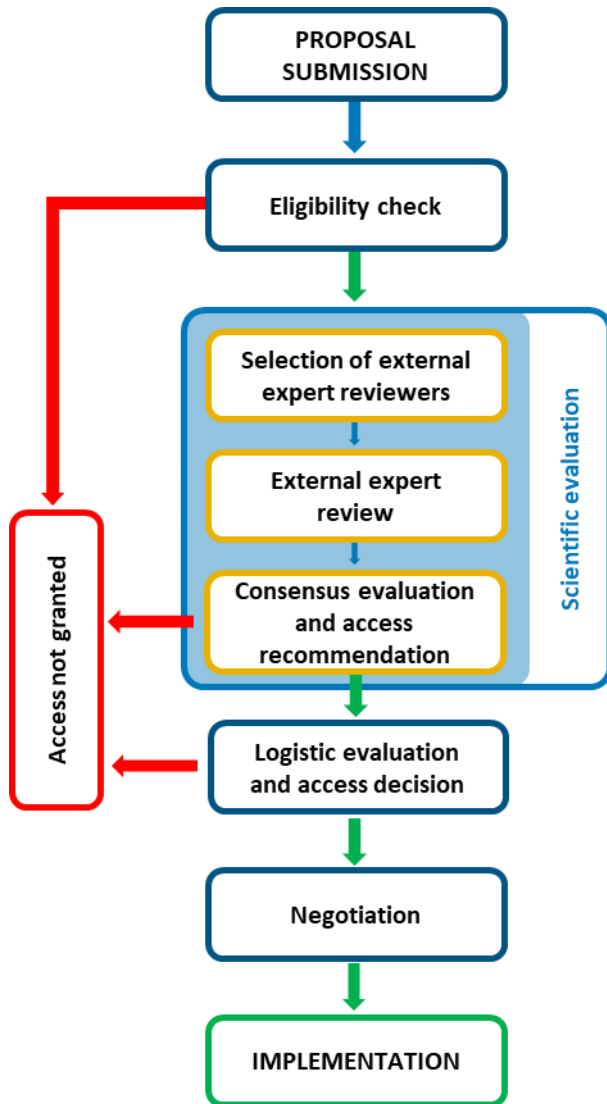 PROPOSAL
SUBMISSION
Eligibility check
Selection of external
expert reviewers
External expert
review
Consensus evaluation
and access
recommendation
Scientific evaluation
Access not granted
Logistic evaluation
and access decision
Negotiation
IMPLEMENTATION